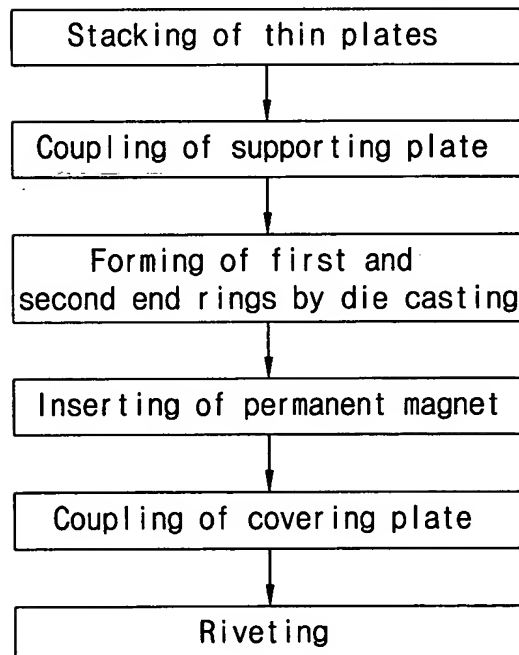 Stacking of thin plates
Coupling of supporting plate
Forming of first and
second end rings by die casting
Inserting of permanent magnet
Coupling of covering plate
Riveting